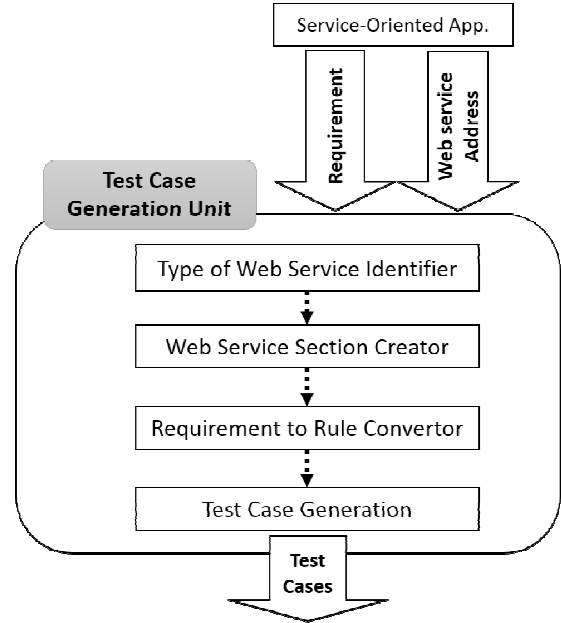 Service-Oriented App.
Requirement
Web service
Address
Test Case
Generation Unit
Type of Web Service Identifier
Web Service Section Creator
Requirement to Rule Convertor
Test Case Generation
Test
Cases